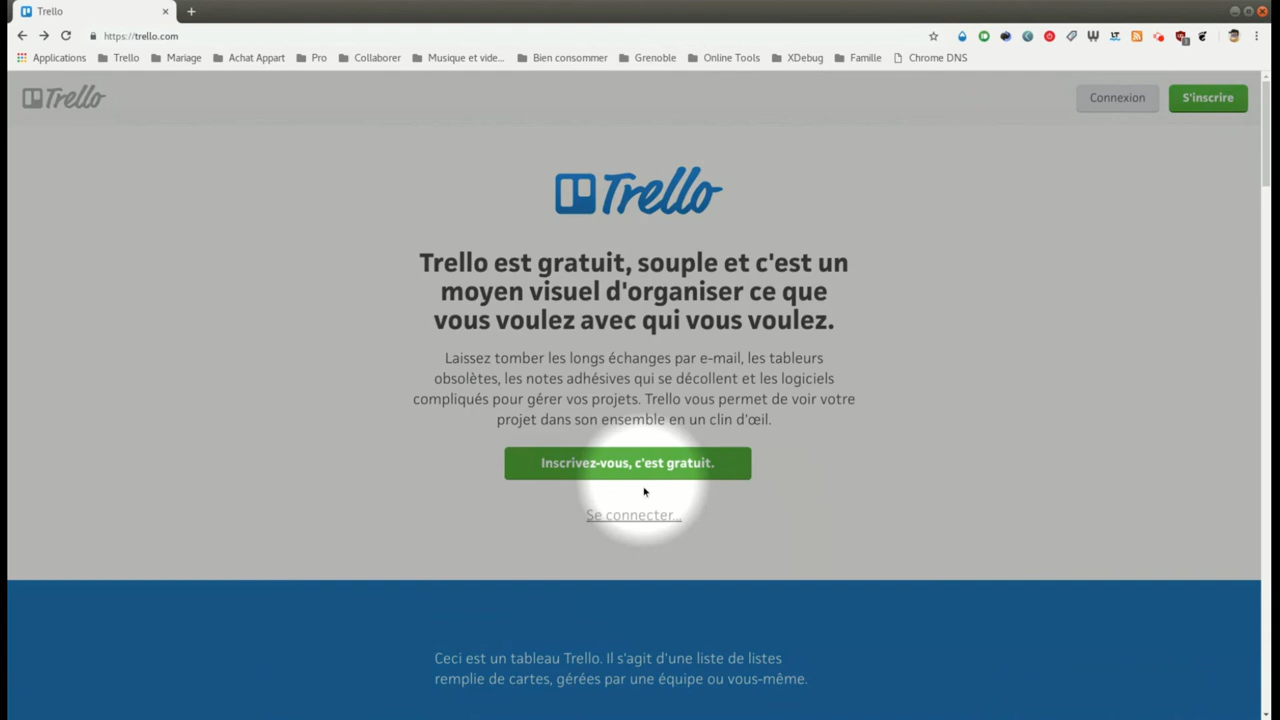 Trello
https://trello.com
Applications Trello Mariage Achat Appart Pro Collaborer Musique et vide... Bien consommer Grenoble Online Tools XDebug Famille Chrome DNS
Trello
Connexion
S'inscrire
Trello
Trello est gratuit, souple et c'est un
moyen visuel d'organiser ce que
vous voulez avec qui vous voulez.
Laissez tomber les longs échanges par e-mail, les tableurs
obsolètes, les notes adhésives qui se décollent et les logiciels
compliqués pour gérer vos projets. Trello vous permet de voir votre
projet dans son ensemble en un clin d'œil.
Inscrivez-vous, c'est gratuit.
Se connecter...
Ceci est un tableau Trello. Il s'agit d'une liste de listes
remplie de cartes, gérées par une équipe ou vous-même.